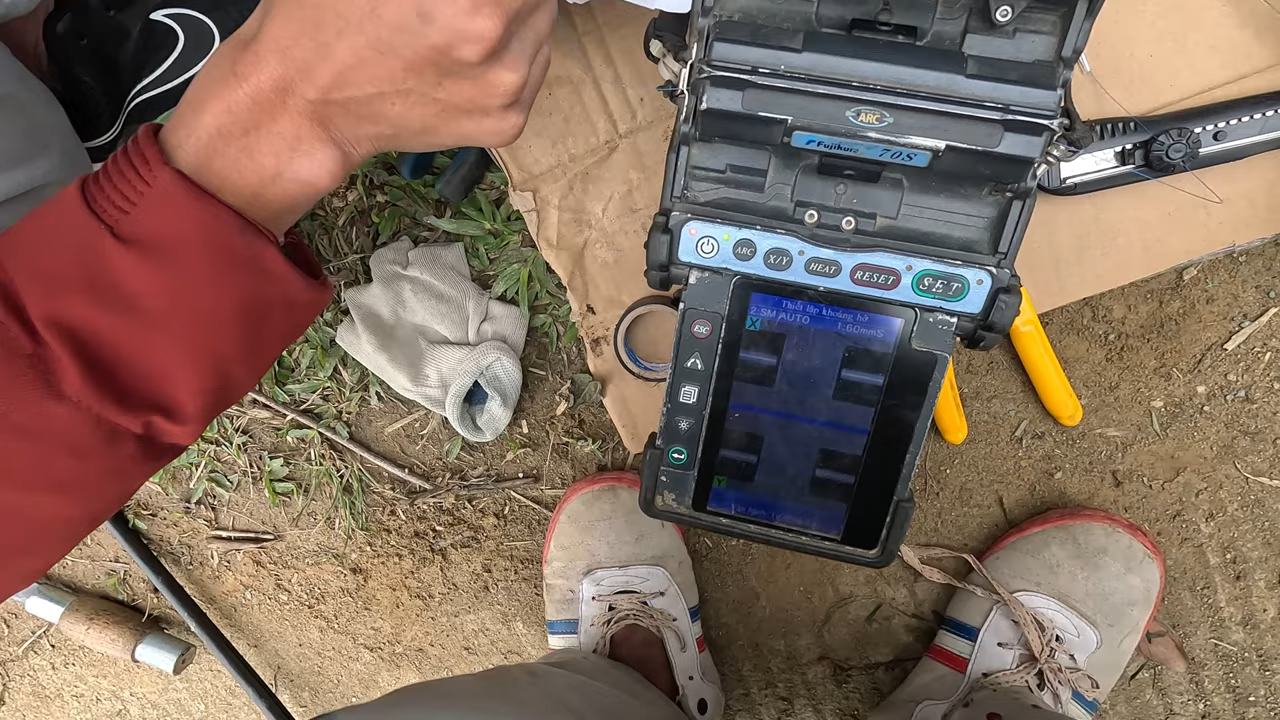 ARC
Fujikura 70S
ARC X/Y HEAT RESET SET
ESC
Thiết lập khoảng hở
2:SM AUTO 1:60mmS
X
Y